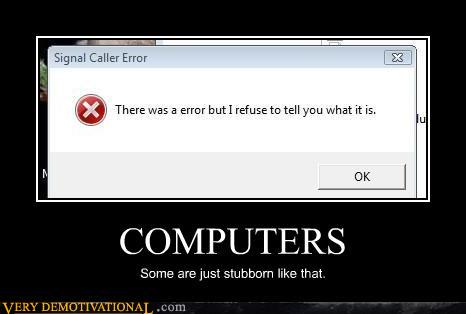 Signal Caller Error
There was a error but I refuse to tell you what it is.
OK
COMPUTERS
Some are just stubborn like that.
VERY DEMOTIVATIONAL.com